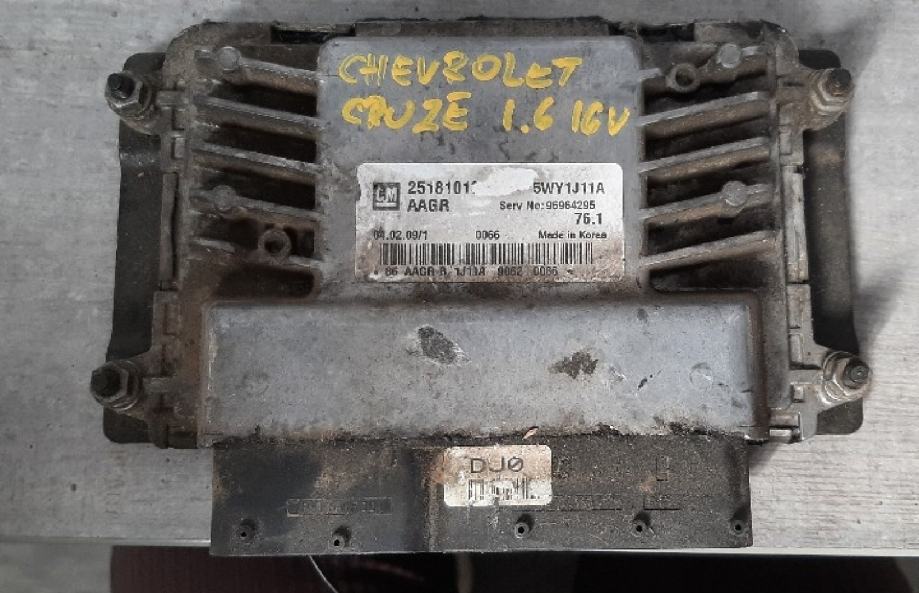 CHEVROLET
CRUZE 1.6 16V
GM 25181013 5WY1J11A
AAGR Serv No:96964295
76.1
04.02.09/1 0066 Made in Korea
DJ0